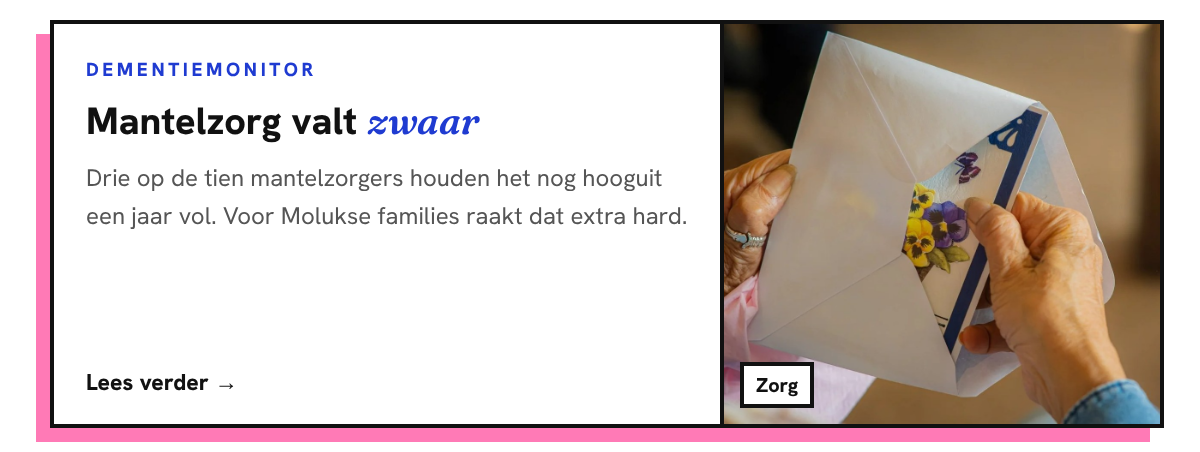 DEMENTIEMONITOR
Mantelzorg valt zwaar
Drie op de tien mantelzorgers houden het nog hooguit
een jaar vol. Voor Molukse families raakt dat extra hard.
Lees verder →
Zorg